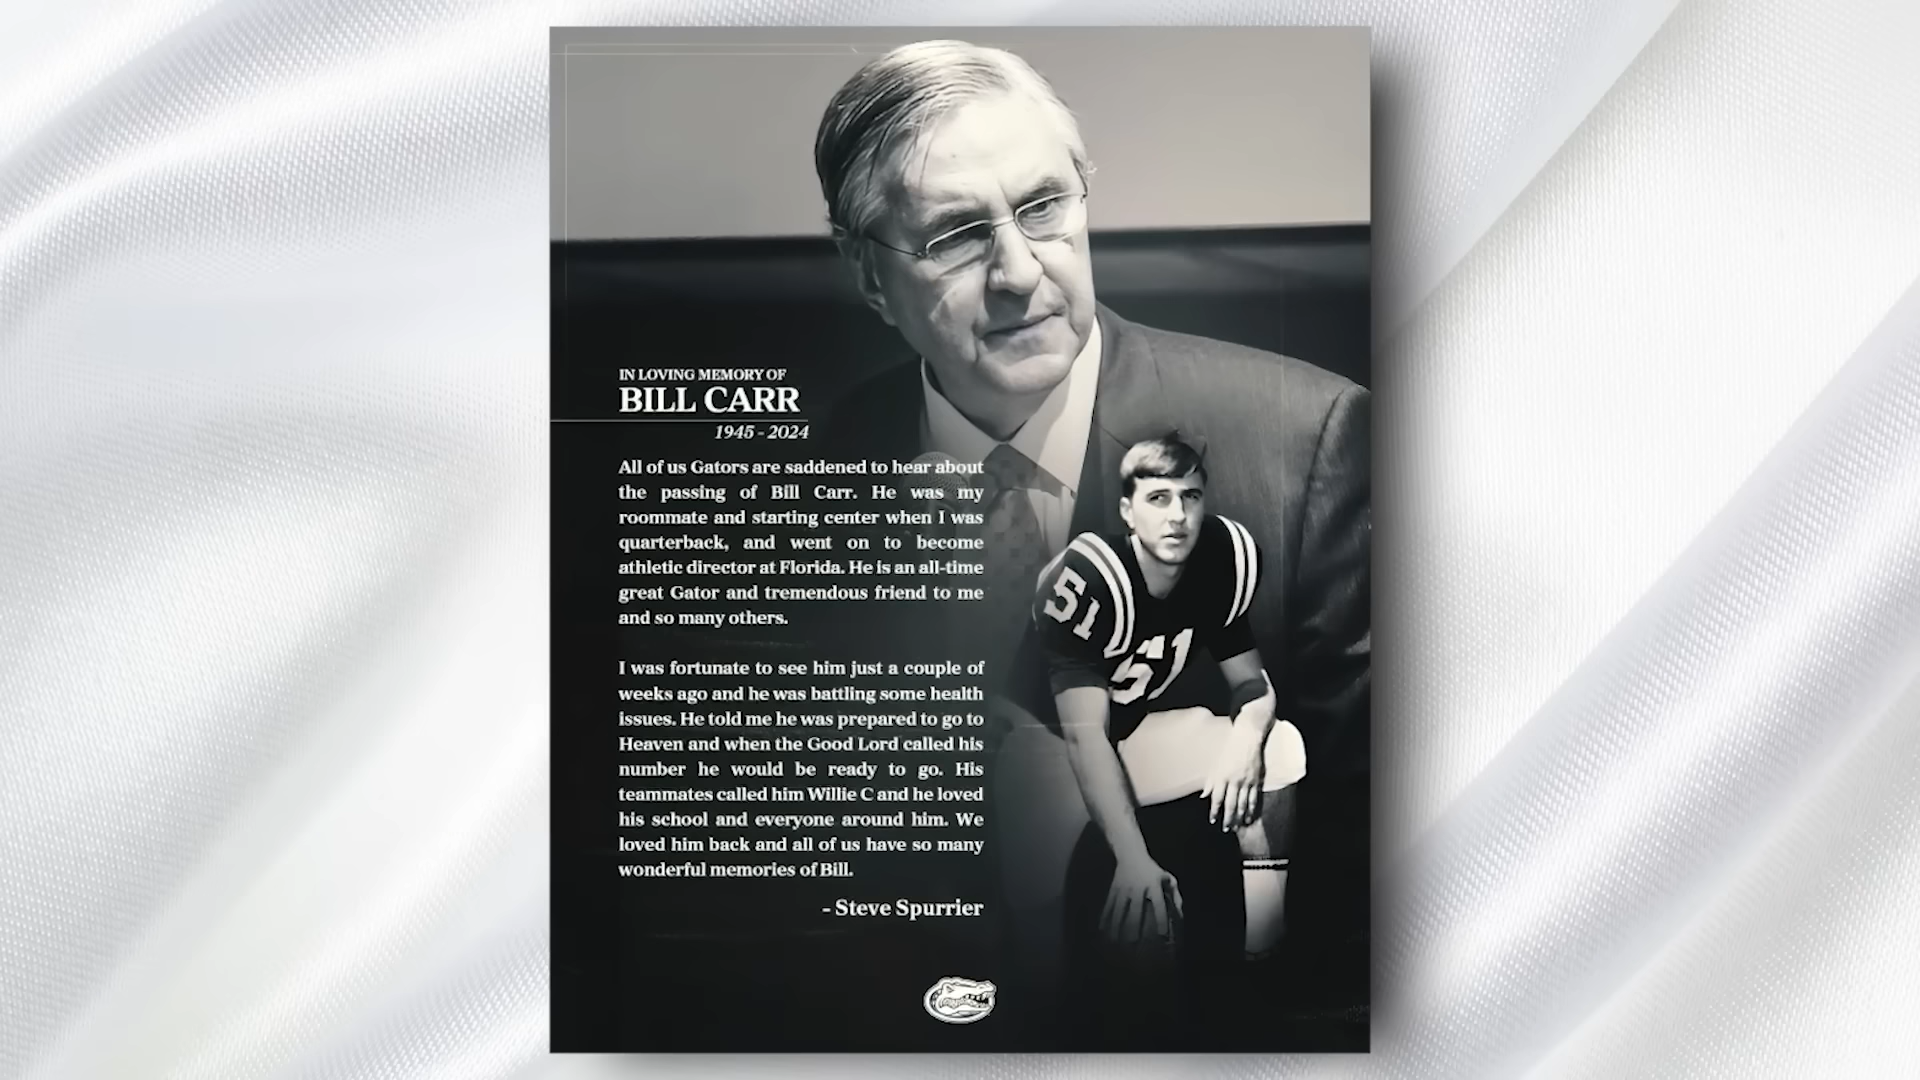 IN LOVING MEMORY OF
BILL CARR
1945 - 2024
All of us Gators are saddened to hear about
the passing of Bill Carr. He was my
roommate and starting center when I was
quarterback, and went on to become
athletic director at Florida. He is an all-time
great Gator and tremendous friend to me
and so many others.
I was fortunate to see him just a couple of
weeks ago and he was battling some health
issues. He told me he was prepared to go to
Heaven and when the Good Lord called his
number he would be ready to go. His
teammates called him Willie C and he loved
his school and everyone around him. We
loved him back and all of us have so many
wonderful memories of Bill.
- Steve Spurrier
51
51